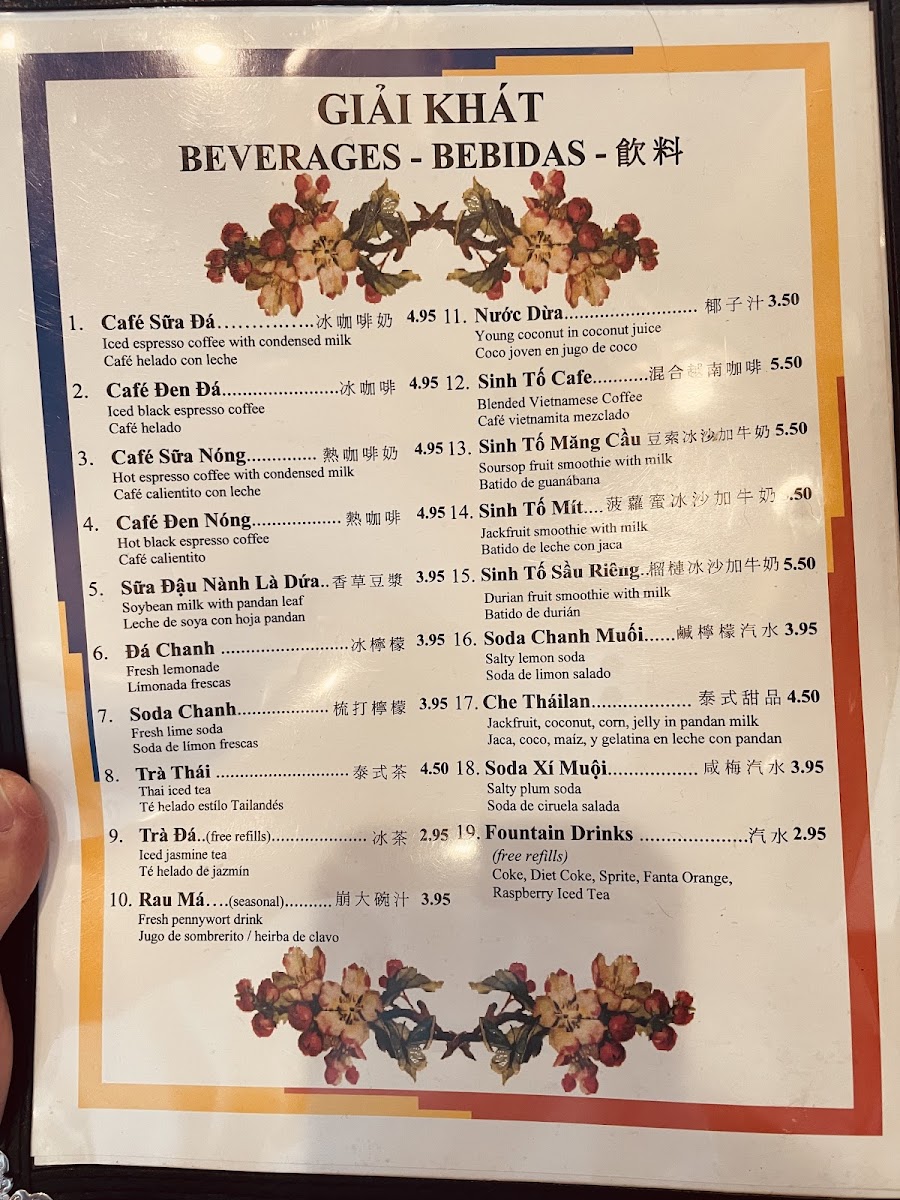 GIẢI KHÁT
BEVERAGES - BEBIDAS - 飲料
1. Café Sữa Đá...............冰咖啡奶 4.95
Iced espresso coffee with condensed milk
Café helado con leche
2. Café Đen Đá........................冰咖啡 4.95
Iced black espresso coffee
Café helado
3. Café Sữa Nóng.............. 熱咖啡奶 4.95
Hot espresso coffee with condensed milk
Café calientito con leche
4. Café Đen Nóng.................. 熱咖啡 4.95
Hot black espresso coffee
Café calientito
5. Sữa Đậu Nành Là Dứa..香草豆漿 3.95
Soybean milk with pandan leaf
Leche de soya con hoja pandan
6. Đá Chanh ..........................冰檸檬 3.95
Fresh lemonade
Límonada frescas
7. Soda Chanh..................梳打檸檬 3.95
Fresh lime soda
Soda de límon frescas
8. Trà Thái ...........................泰式茶 4.50
Thai iced tea
Té helado estílo Tailandés
9. Trà Đá..(free refills)................... 冰茶 2.95
Iced jasmine tea
Té helado de jazmín
10. Rau Má....(seasonal)..........崩大碗汁 3.95
Fresh pennywort drink
Jugo de sombrerito / heirba de clavo
11. Nước Dừa........................... 椰子汁 3.50
Young coconut in coconut juice
Coco joven en jugo de coco
12. Sinh Tố Cafe...........混合越南咖啡 5.50
Blended Vietnamese Coffee
Café vietnamita mezclado
13. Sinh Tố Măng Cầu 豆索冰沙加牛奶 5.50
Soursop fruit smoothie with milk
Batido de guanábana
14. Sinh Tố Mít.... 菠蘿蜜冰沙加牛奶 .50
Jackfruit smoothie with milk
Batido de leche con jaca
15. Sinh Tố Sầu Riêng..榴槤冰沙加牛奶 5.50
Durian fruit smoothie with milk
Batido de durián
16. Soda Chanh Muối......鹹檸檬汽水 3.95
Salty lemon soda
Soda de limon salado
17. Che Tháilan.................... 泰式甜品 4.50
Jackfruit, coconut, corn, jelly in pandan milk
Jaca, coco, maíz, y gelatina en leche con pandan
18. Soda Xí Muội.................. 咸梅汽水 3.95
Salty plum soda
Soda de ciruela salada
19. Fountain Drinks ......................汽水 2.95
(free refills)
Coke, Diet Coke, Sprite, Fanta Orange,
Raspberry Iced Tea